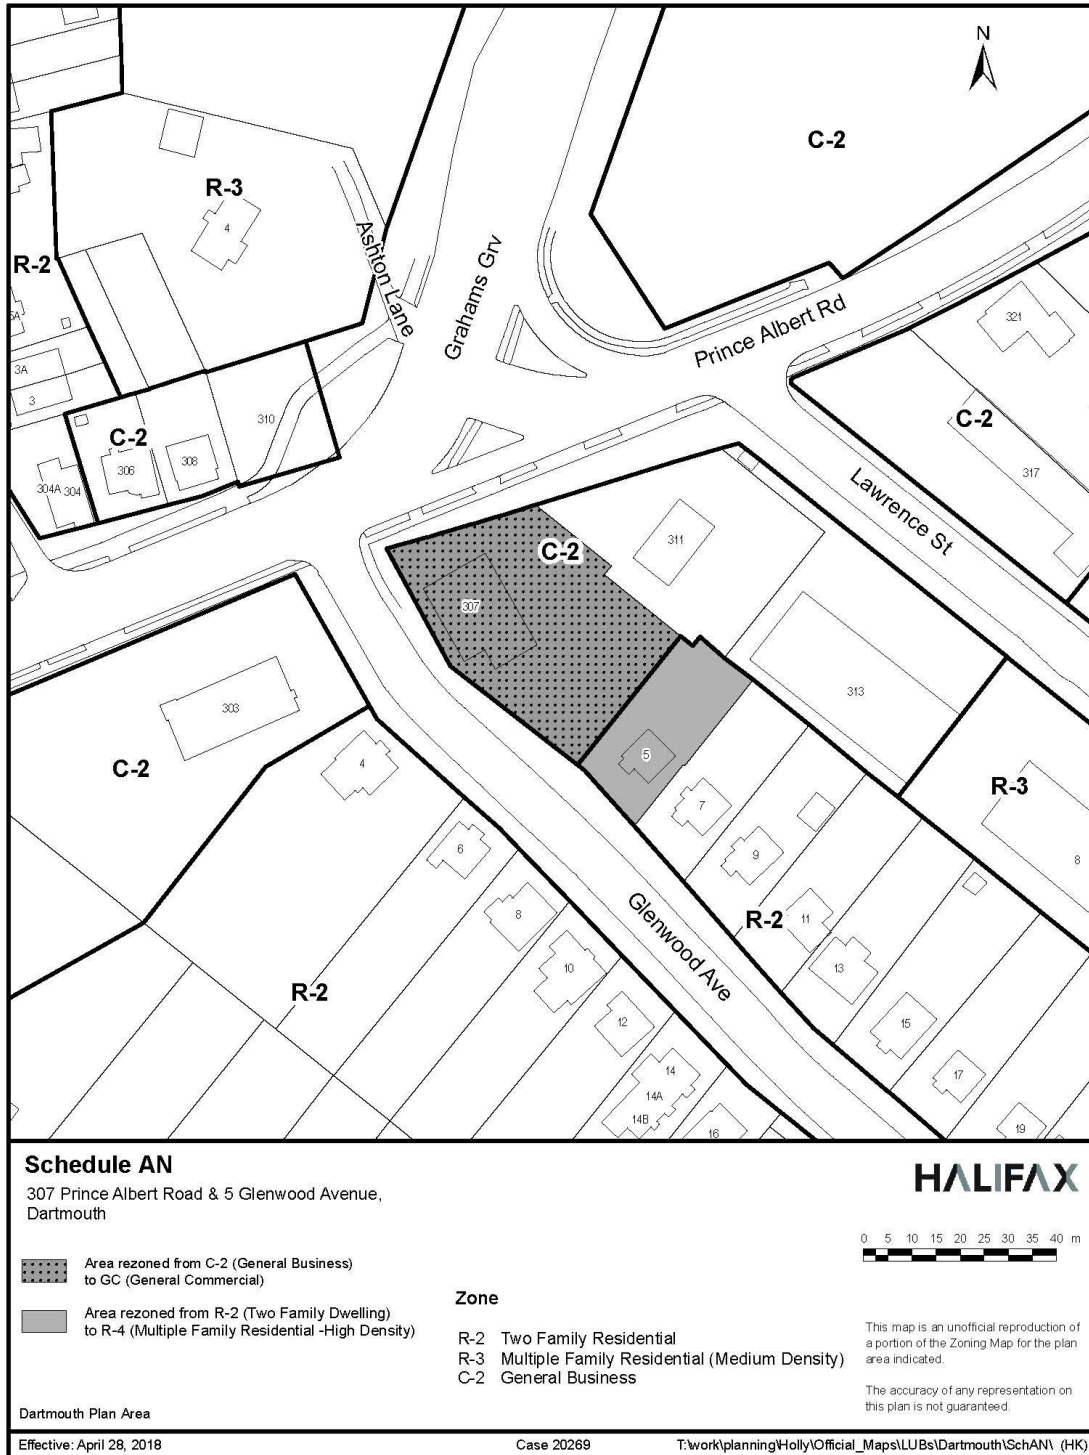 N
C-2
R-3
4
Ashton Lane
Grahams Grv
R-2
Prince Albert Rd
321
3A
3
310
C-2
C-2
306
308
317
304A
304
Lawrence St
311
C-2
307
313
303
5
4
C-2
R-3
7
8
6
9
8
11
R-2
Glenwood Ave
13
10
R-2
12
15
14
17
14A
14B
16
19
Schedule AN
307 Prince Albert Road & 5 Glenwood Avenue,
Dartmouth
HALIFAX
0 5 10 15 20 25 30 35 40 m
Area rezoned from C-2 (General Business)
to GC (General Commercial)
Area rezoned from R-2 (Two Family Dwelling)
to R-4 (Multiple Family Residential -High Density)
Zone
R-2 Two Family Residential
R-3 Multiple Family Residential (Medium Density)
C-2 General Business
This map is an unofficial reproduction of
a portion of the Zoning Map for the plan
area indicated.
The accuracy of any representation on
this plan is not guaranteed.
Dartmouth Plan Area
Effective: April 28, 2018
Case 20269
T:\work\planning\Holly\Official_Maps\LUBs\Dartmouth\SchAN\ (HK)